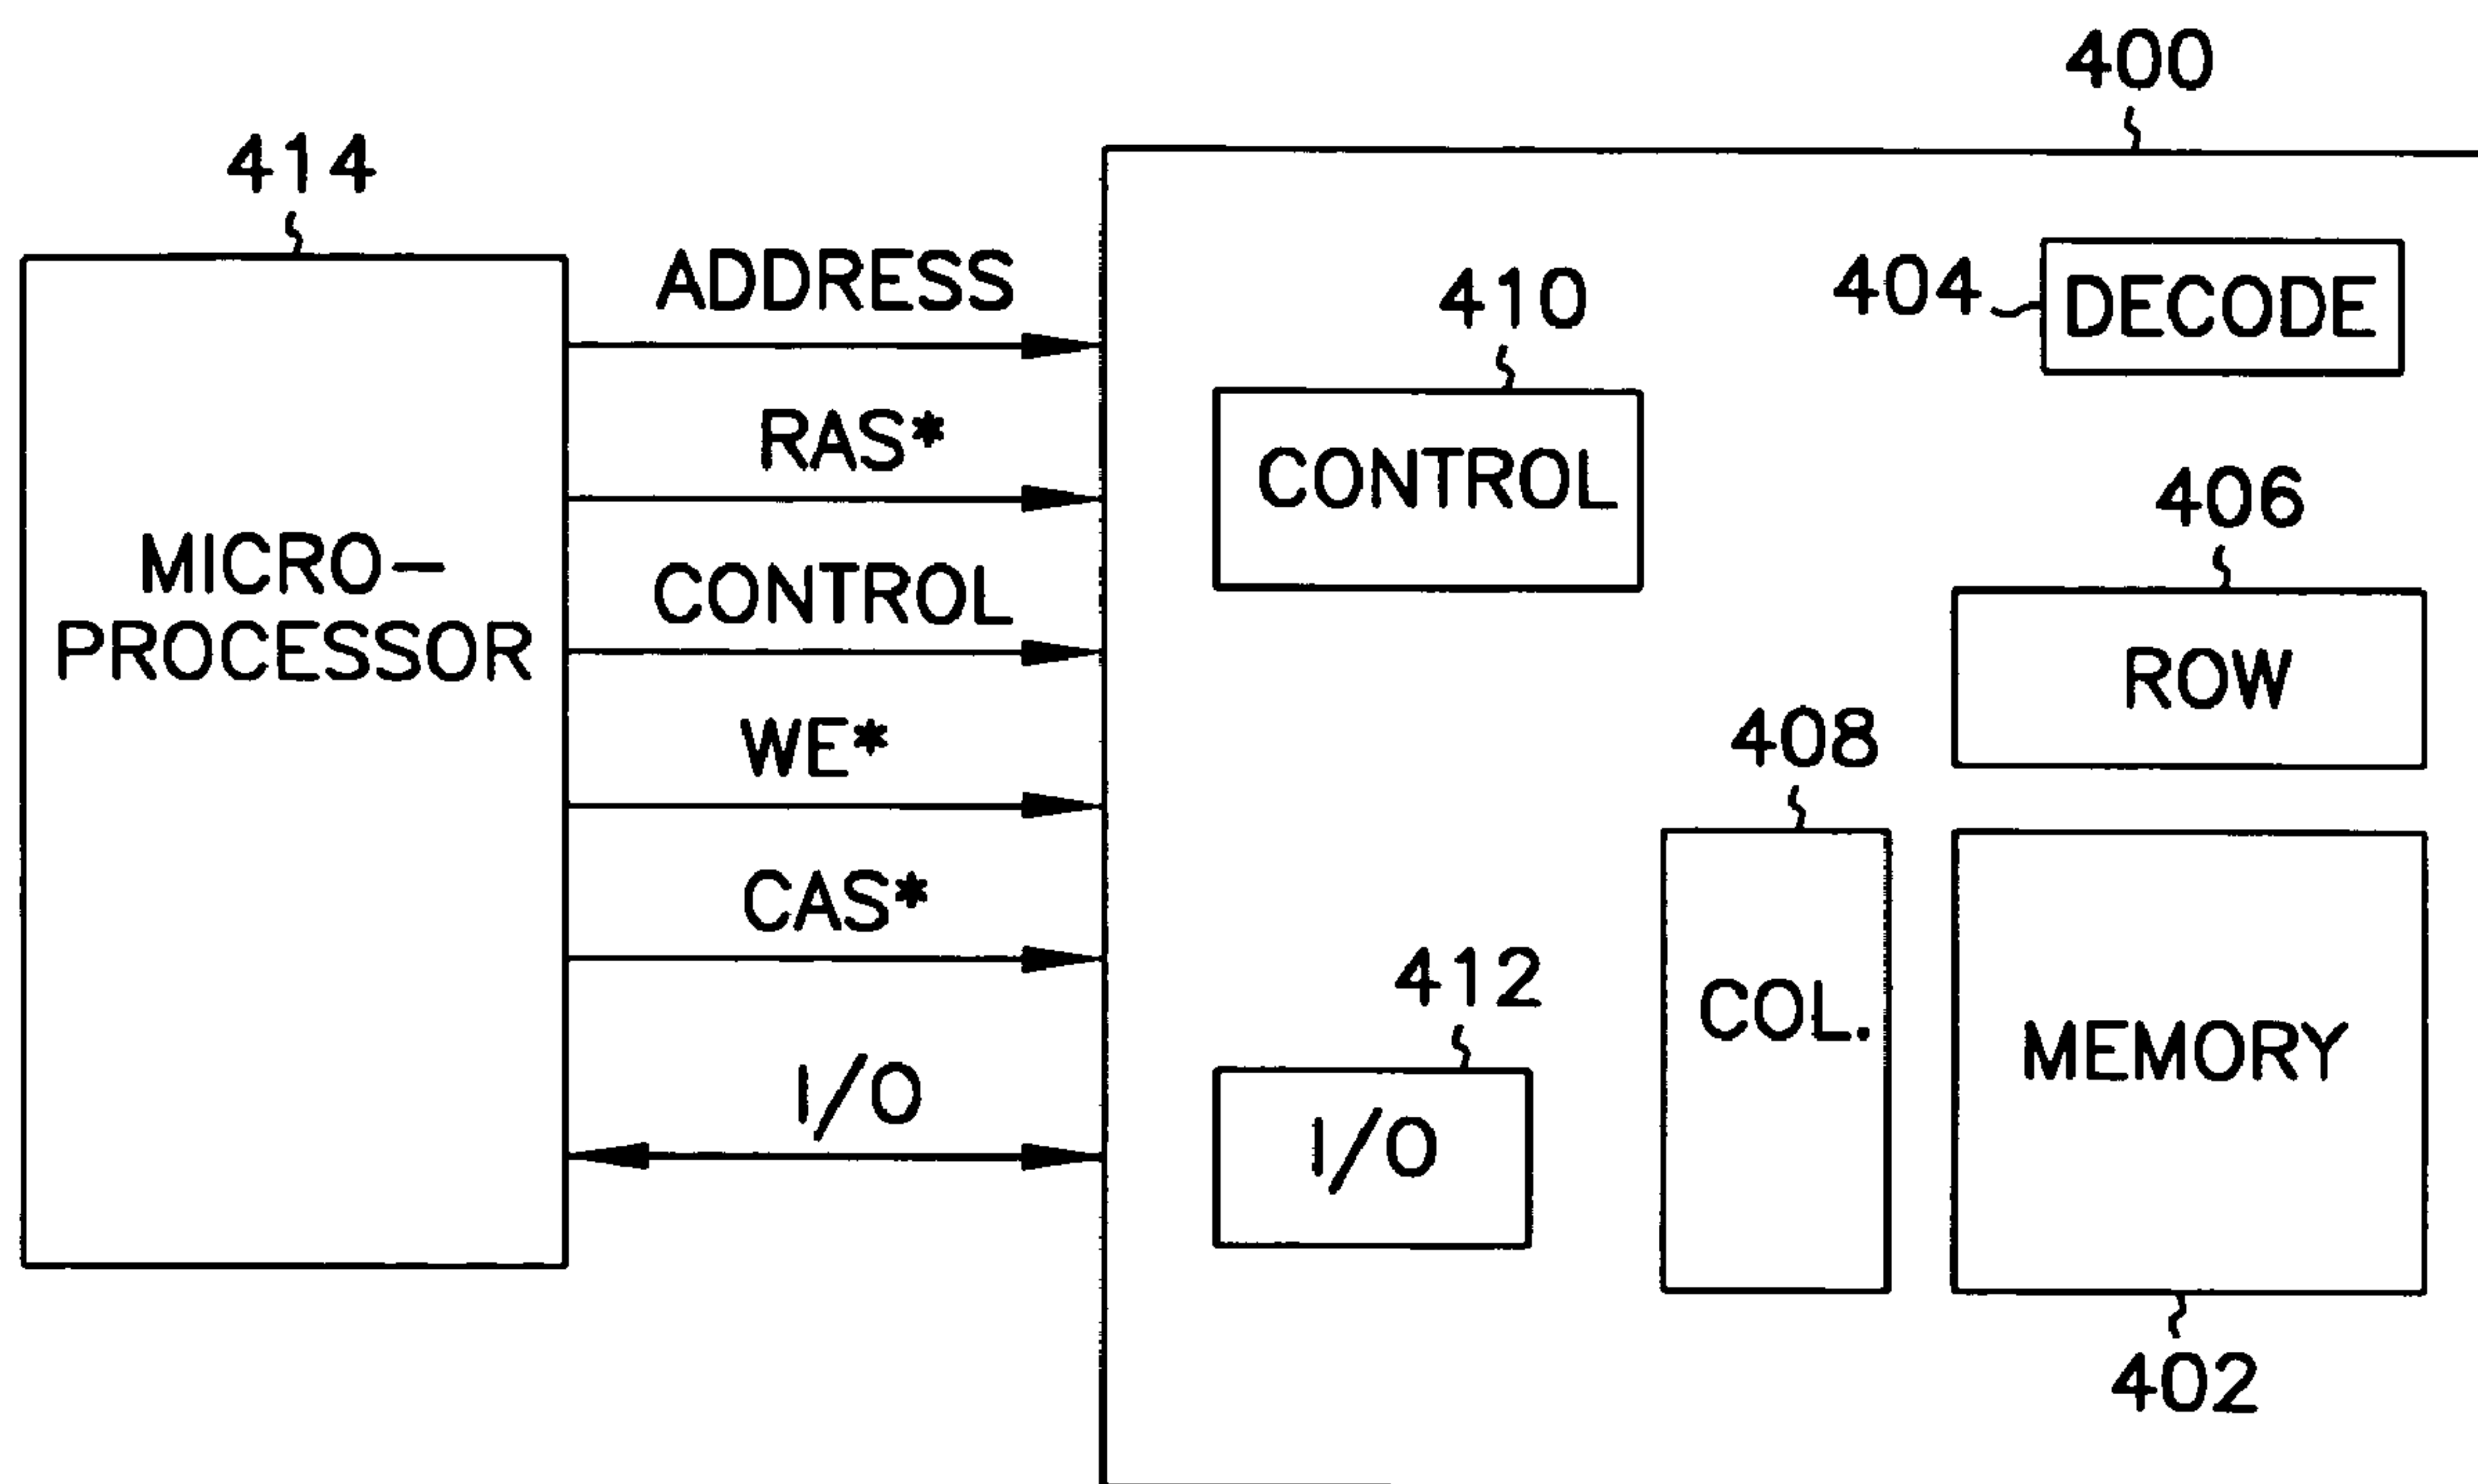 400
414
ADDRESS
404
DECODE
410
RAS*
CONTROL
406
MICRO-
PROCESSOR
CONTROL
ROW
408
WE*
CAS*
412
COL.
MEMORY
I/O
I/O
402